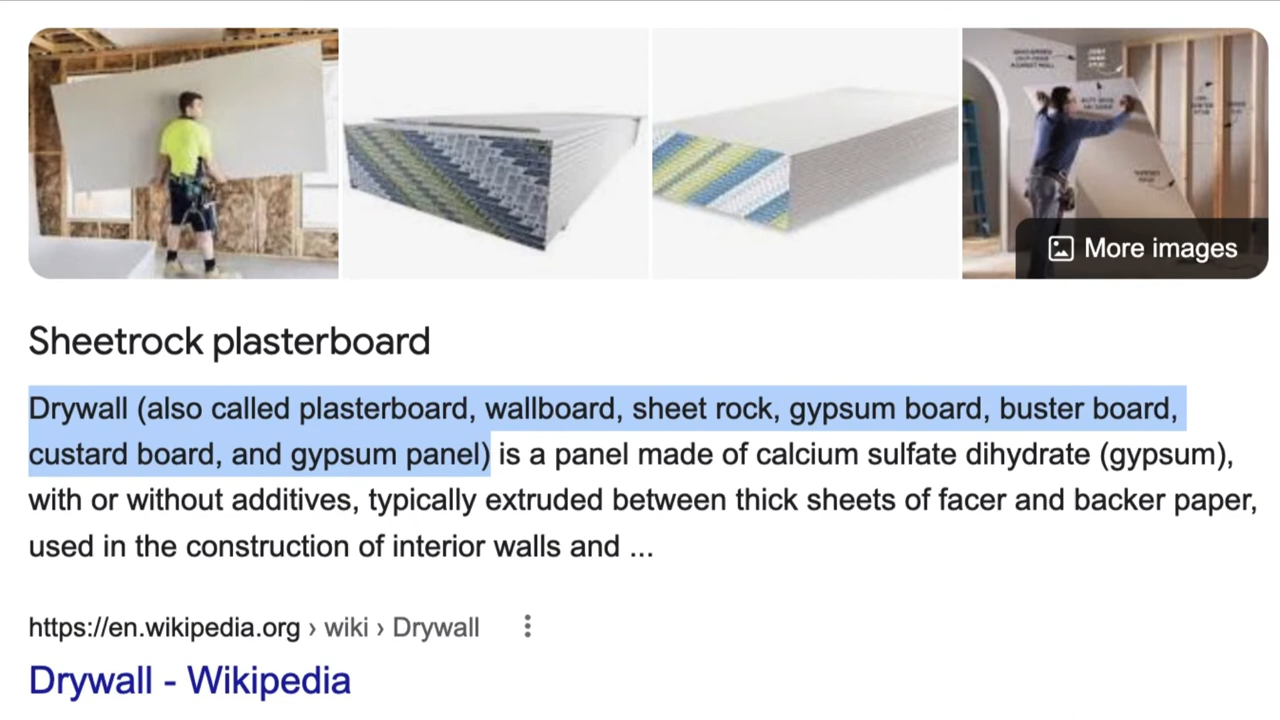 More images
Sheetrock plasterboard
Drywall (also called plasterboard, wallboard, sheet rock, gypsum board, buster board,
custard board, and gypsum panel) is a panel made of calcium sulfate dihydrate (gypsum),
with or without additives, typically extruded between thick sheets of facer and backer paper,
used in the construction of interior walls and ...
https://en.wikipedia.org › wiki › Drywall
Drywall - Wikipedia